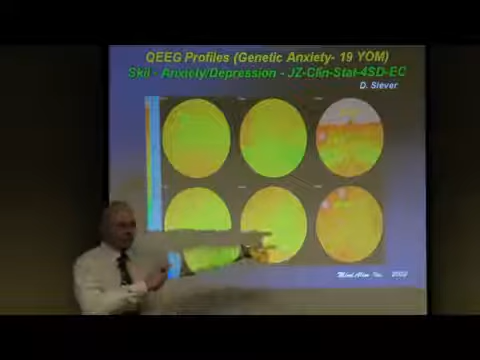 QEEG Profiles (Genetic Anxiety- 19 YOM)
Skil - Anxiety/Depression - JZ-Clin-Stat-4SD-EC
D. Siever
Mind Alive Inc. 2002